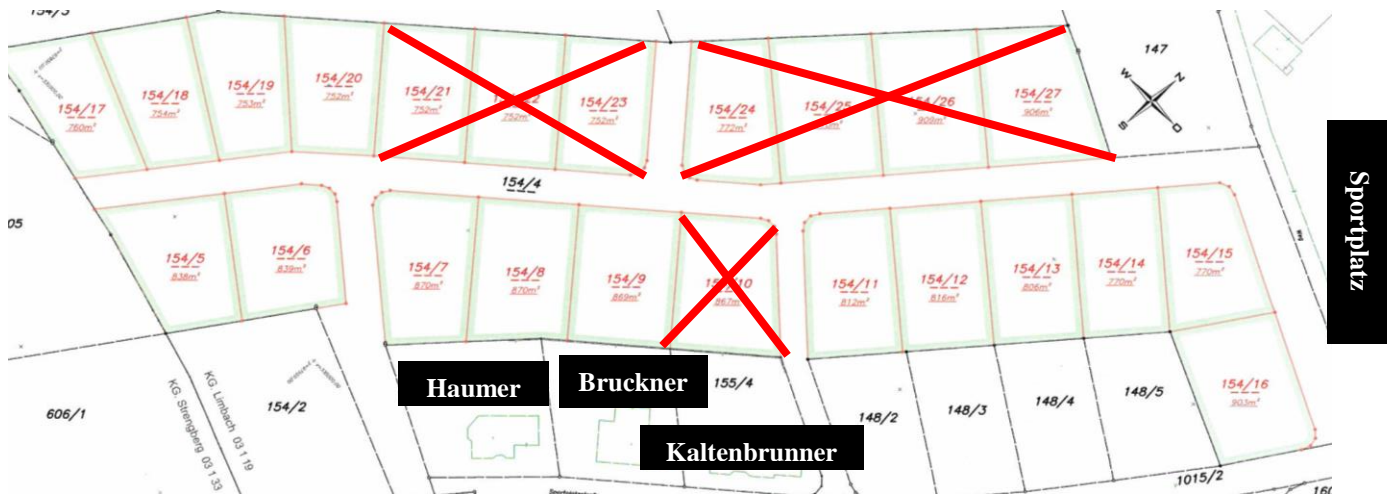 154/3
147
W
N
S
O
154/17
760m²
154/18
754m²
154/19
753m²
154/20
752m²
154/21
752m²
752m²
154/23
752m²
154/24
772m²
154/25
154/26
909m²
154/27
906m²
154/4
Sportplatz
05
154/5
838m²
154/6
839m²
154/7
870m²
154/8
870m²
154/9
869m²
154/10
867m²
154/11
812m²
154/12
816m²
154/13
806m²
154/14
770m²
154/15
770m²
154/16
903m²
Haumer
Bruckner
155/4
Kaltenbrunner
606/1
KG. Strengberg 03 1 33
KG. Limbach 03 1 19
154/2
148/2
148/3
148/4
148/5
1015/2
160